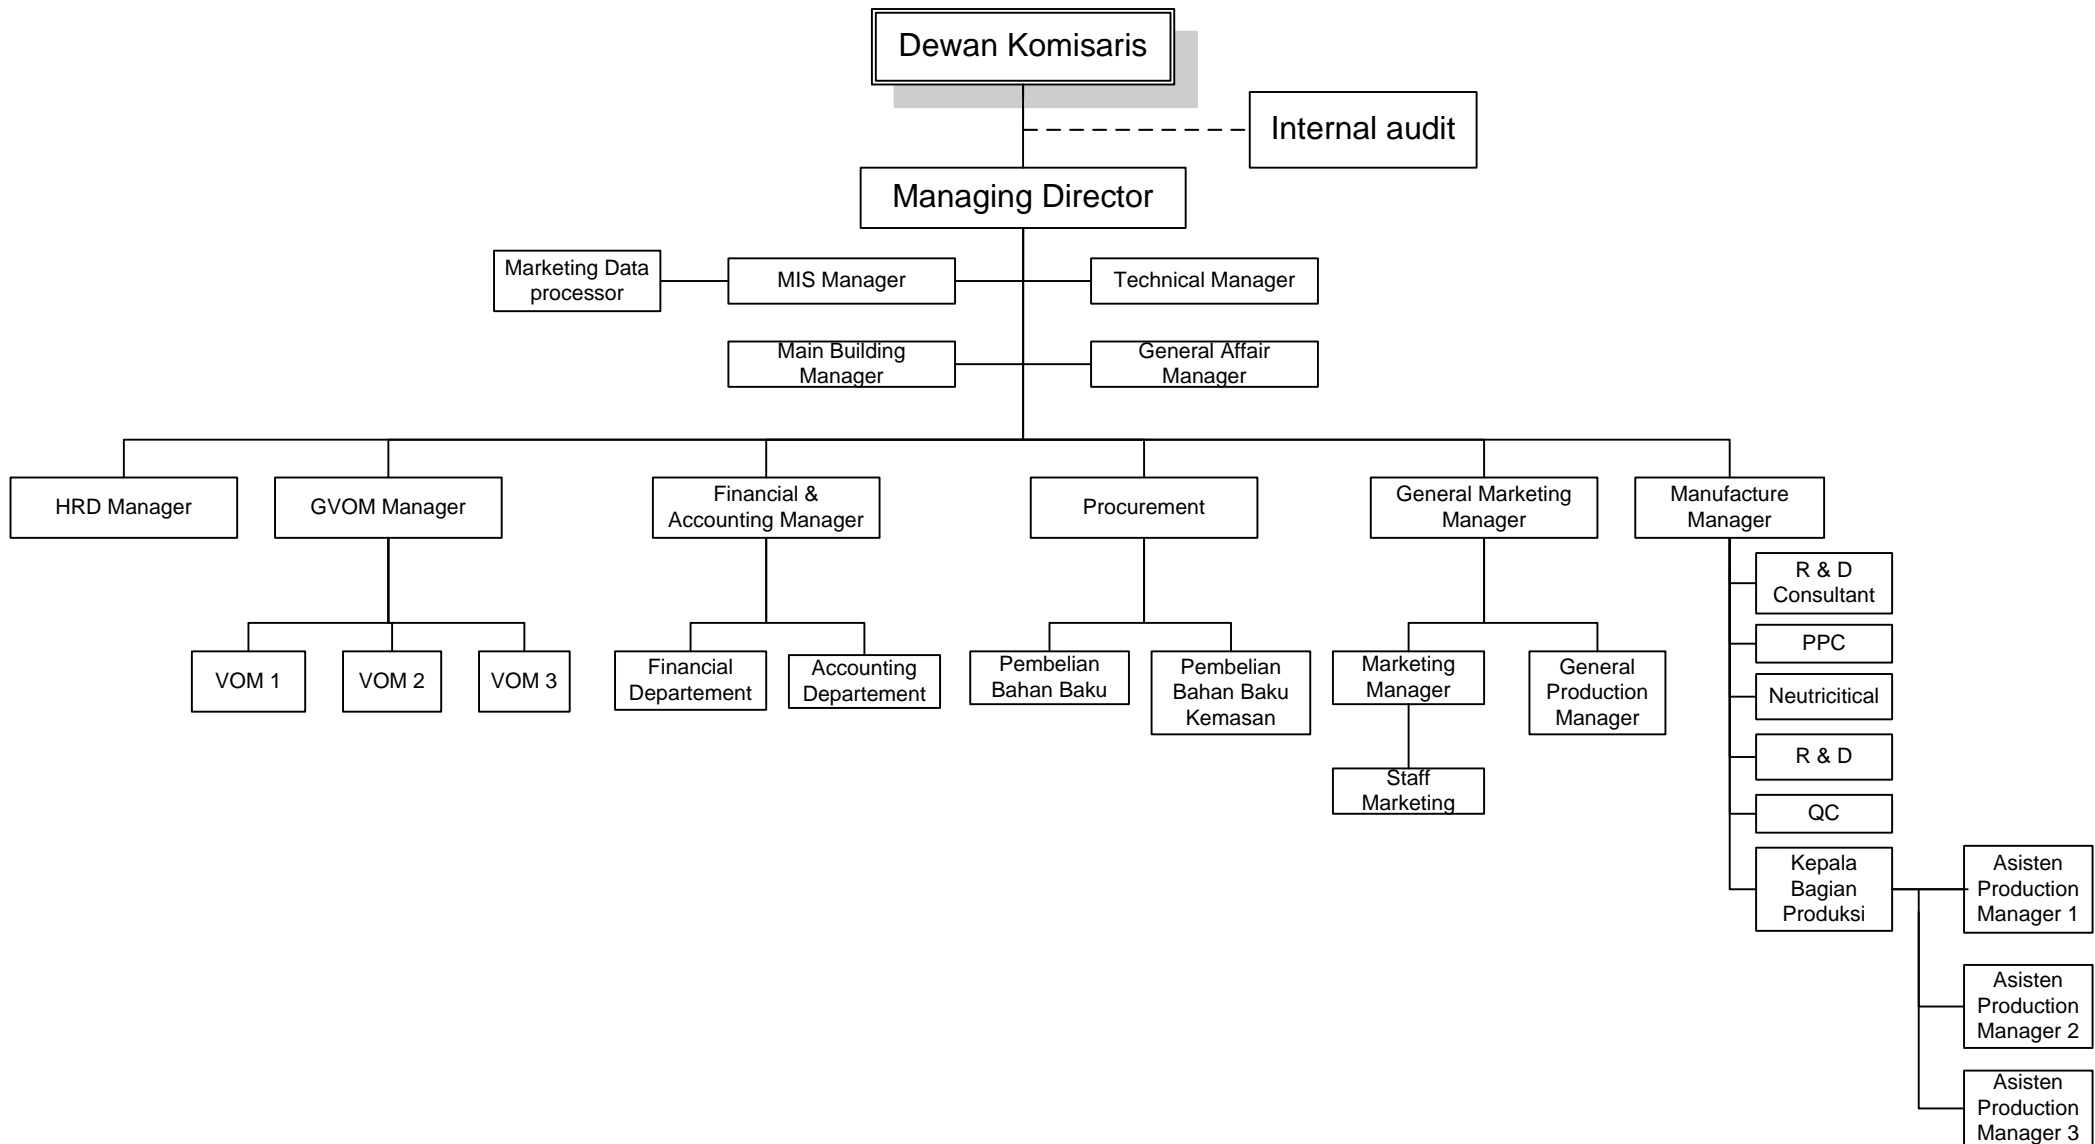 Dewan Komisaris
Internal audit
Managing Director
Marketing Data
processor
MIS Manager
Technical Manager
Main Building
Manager
General Affair
Manager
HRD Manager
GVOM Manager
Financial &
Accounting Manager
Procurement
General Marketing
Manager
Manufacture
Manager
R & D
Consultant
PPC
Neutricitical
R & D
QC
Kepala
Bagian
Produksi
VOM 1
VOM 2
VOM 3
Financial
Departement
Accounting
Departement
Pembelian
Bahan Baku
Pembelian
Bahan Baku
Kemasan
Marketing
Manager
General
Production
Manager
Staff
Marketing
Asisten
Production
Manager 1
Asisten
Production
Manager 2
Asisten
Production
Manager 3